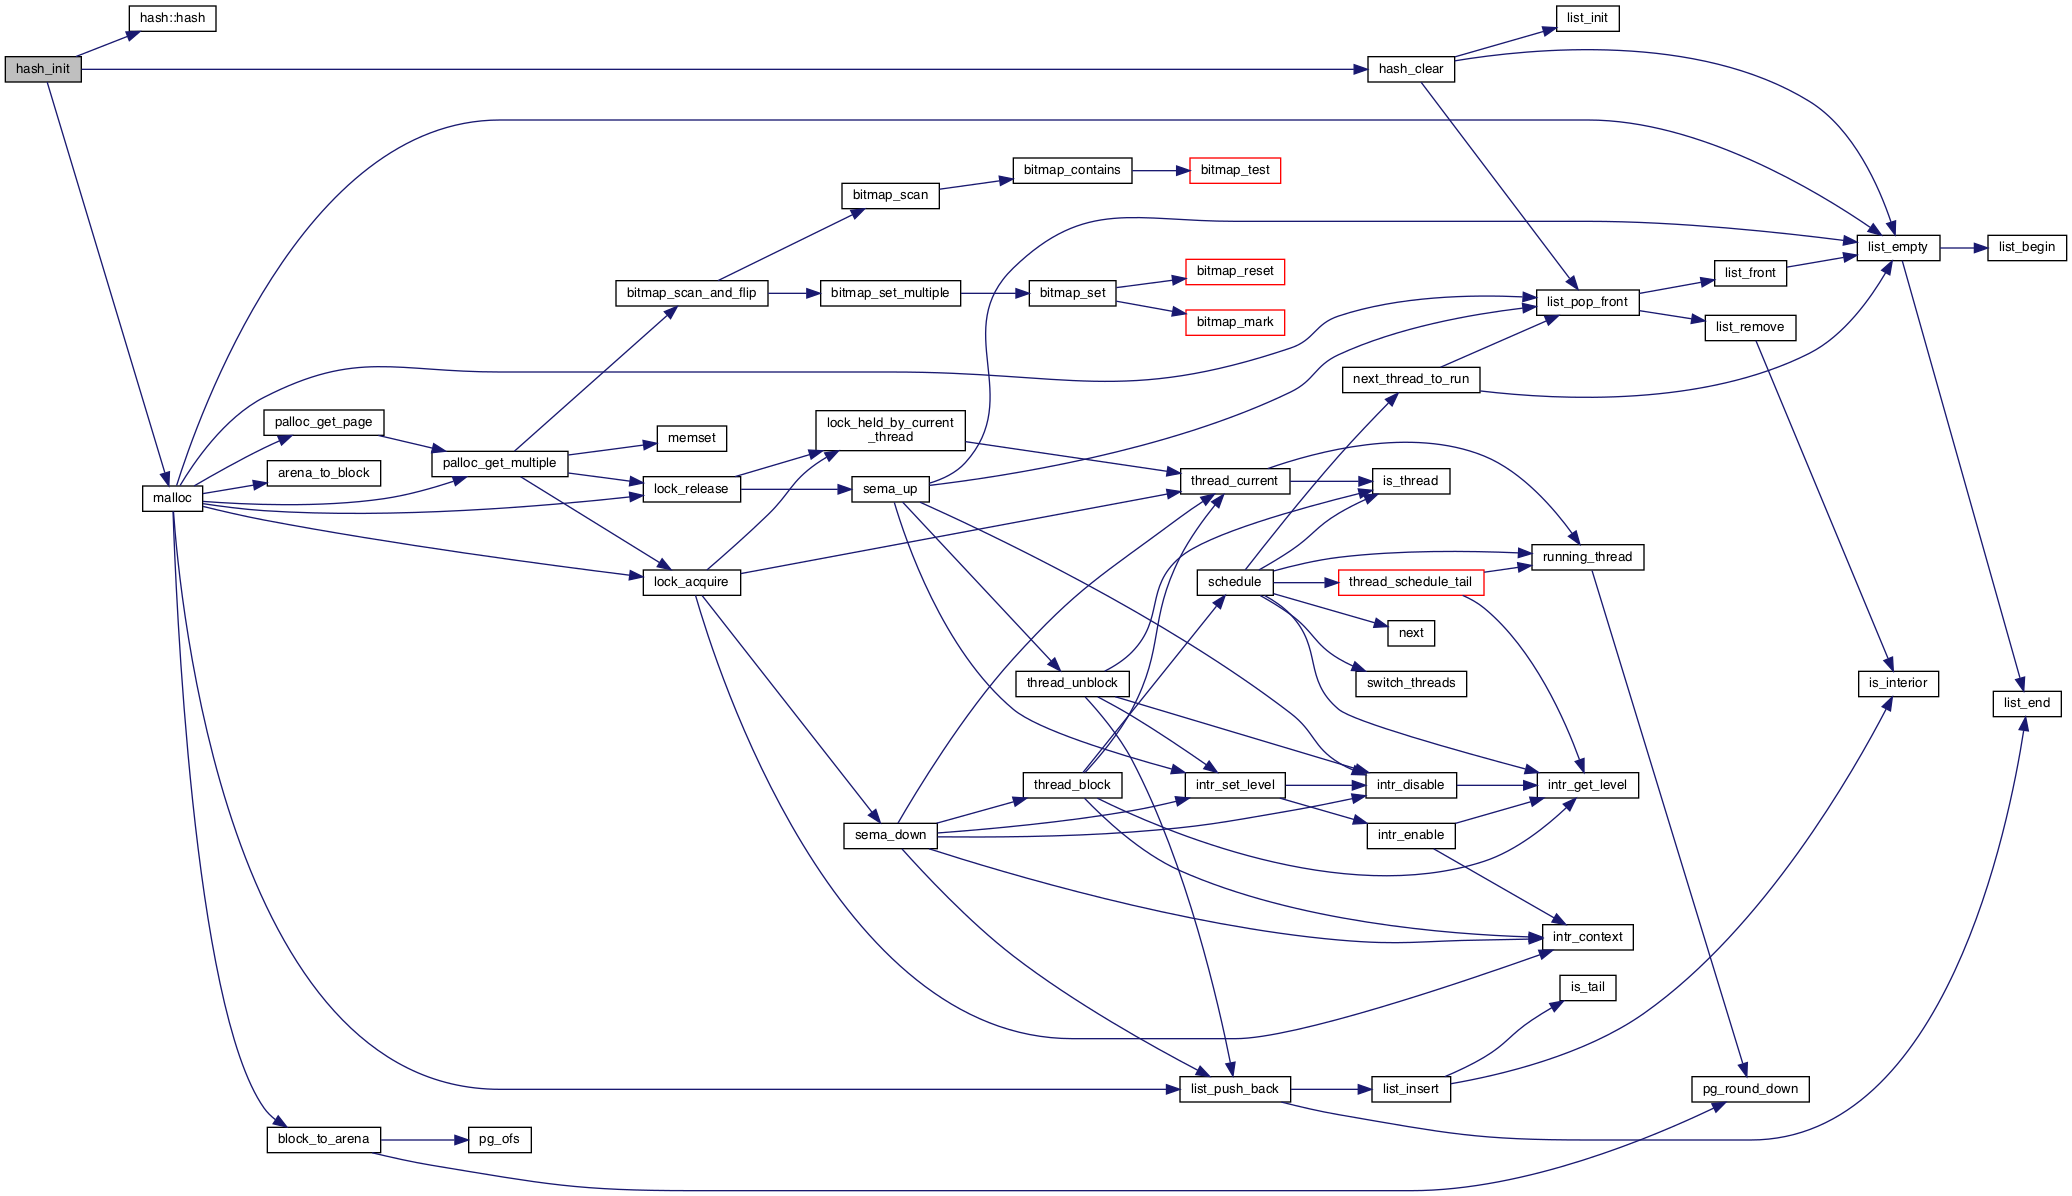 hash::hash
list_init
hash_init
hash_clear
bitmap_contains
bitmap_test
bitmap_scan
list_empty
list_begin
bitmap_reset
list_front
bitmap_scan_and_flip
bitmap_set_multiple
bitmap_set
list_pop_front
bitmap_mark
list_remove
next_thread_to_run
palloc_get_page
lock_held_by_current
_thread
memset
palloc_get_multiple
arena_to_block
thread_current
is_thread
malloc
lock_release
sema_up
running_thread
lock_acquire
schedule
thread_schedule_tail
next
thread_unblock
switch_threads
is_interior
list_end
thread_block
intr_set_level
intr_disable
intr_get_level
sema_down
intr_enable
intr_context
is_tail
list_push_back
list_insert
pg_round_down
block_to_arena
pg_ofs